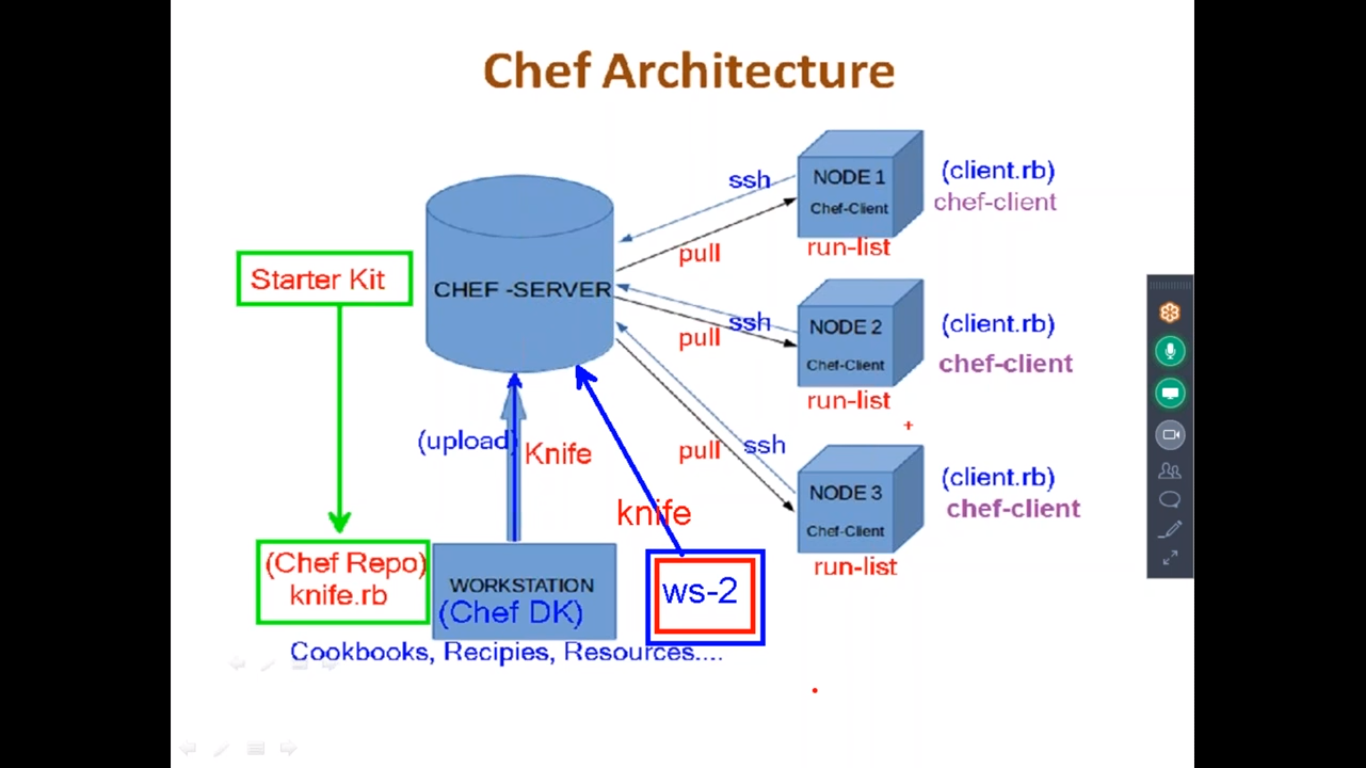 Chef Architecture
ssh
NODE 1
Chef-Client
(client.rb)
chef-client
pull
run-list
Starter Kit
CHEF -SERVER
ssh
pull
NODE 2
Chef-Client
(client.rb)
chef-client
run-list
(upload)
Knife
pull
ssh
NODE 3
Chef-Client
(client.rb)
chef-client
run-list
knife
(Chef Repo)
knife.rb
WORKSTATION
(Chef DK)
ws-2
Cookbooks, Recipies, Resources....